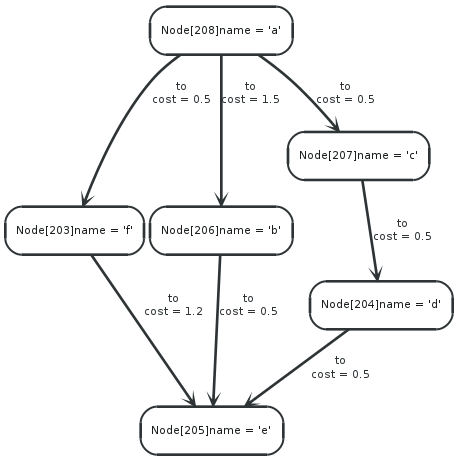 Node[208]name = 'a'
to
cost = 0.5
to
cost = 1.5
to
cost = 0.5
Node[207]name = 'c'
Node[203]name = 'f'
Node[206]name = 'b'
to
cost = 0.5
to
cost = 1.2
to
cost = 0.5
Node[204]name = 'd'
to
cost = 0.5
Node[205]name = 'e'